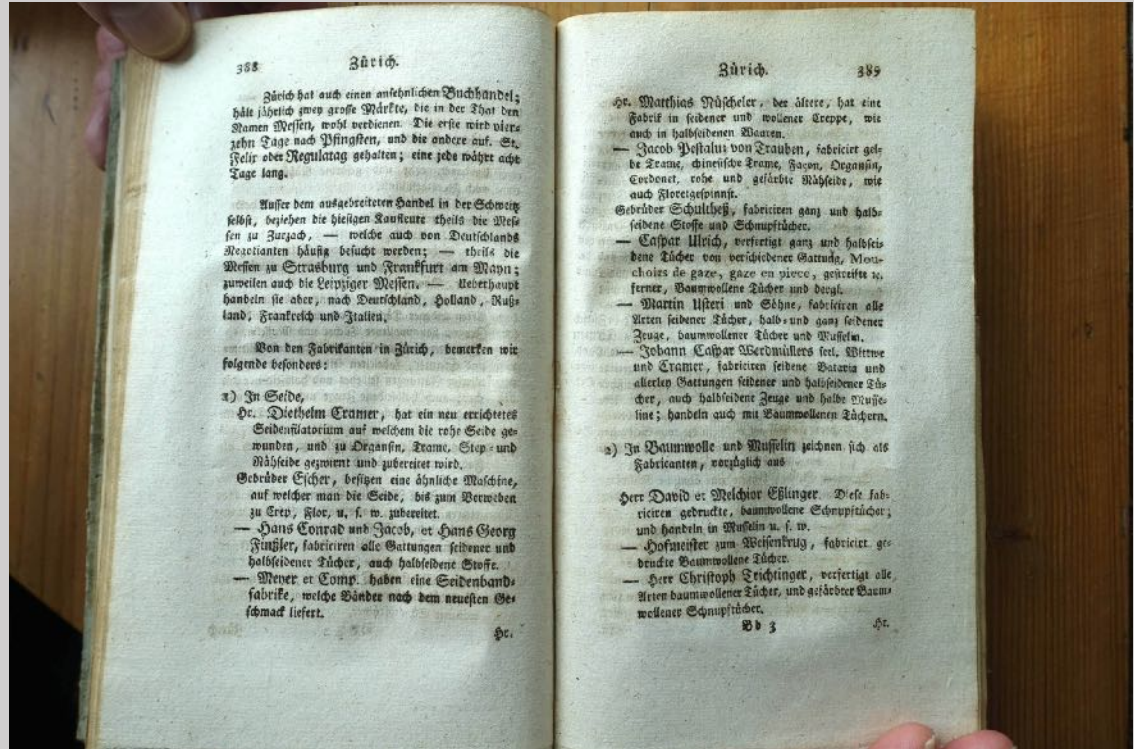 388
Zürich.
Zürich hat auch einen ansehnlichen Buchhandel;
hält jährlich zwey grosse Märkte, die in der That den
Namen Messen, wohl verdienen. Die erste wird vier-
zehn Tage nach Pfingsten, und die andere auf. St.
Felix oder Regulatag gehalten; eine jede währt acht
Tage lang.
Ausser dem ausgebreiteten Handel in der Schweitz
selbst, beziehen die hiesigen Kaufleute theils die Mes-
sen zu Zurzach, — welche auch von Deutschlands
Negotianten häufig besucht werden; — theils die
Messen zu Strasburg und Frankfurt am Mayn;
zuweilen auch die Leipziger Messen. — Ueberhaupt
handeln sie aber, nach Deutschland, Holland, Ruß-
land, Frankreich und Italien.
Von den Fabrikanten in Zürich, bemerken wir
folgende besonders:
1) In Seide,
Hr. Diethelm Cramer, hat ein neu errichtetes
Seidenfilatorium auf welchem die rohe Seide ge-
wunden, und zu Organsin, Trame, Step- und
Nähseide gezwirnt und zubereitet wird.
Gebrüder Escher, besitzen eine ähnliche Maschine,
auf welcher man die Seide, bis zum Verweben
zu Crep, Flor, u. s. w. zubereitet.
— Hans Conrad und Jacob, et Hans Georg
Finßler, fabriciren alle Gattungen seidener und
halbseidener Tücher, auch halbseidene Stoffe.
— Meyer et Comp. haben eine Seidenband-
fabrike, welche Bänder nach dem neuesten Ge-
schmack liefert.
Hr.
Zürich.
389
Hr. Matthias Nüscheler, der ältere, hat eine
Fabrik in seidener und wollener Creppe, wie
auch in halbseidenen Waaren.
— Jacob Pestaluz von Trauben, fabricirt gel-
be Trame, chinesische Trame, Façon, Organsin,
Cordonet, rohe und gefärbte Nähseide, wie
auch Floretgespinnst.
Gebrüder Schultheß, fabriciren ganz und halb-
seidene Stoffe und Schnupftücher.
— Caspar Ulrich, verfertigt ganz und halbsei-
dene Tücher von verschiedener Gattung, Mou-
choirs de gaze, gaze en piece, gestreifte ꝛc.
ferner, Baumwollene Tücher und dergl.
— Martin Usteri und Söhne, fabriciren alle
Arten seidener Tücher, halb- und ganz seidener
Zeuge, baumwollener Tücher und Musselin.
— Johann Caspar Werdmüllers seel. Wittwe
und Cramer, fabriciren seidene Batavia und
allerley Gattungen seidener und halbseidener Tü-
cher, auch halbseidene Zeuge und halbe Musse-
line; handeln auch mit Baumwollenen Tüchern.
2) In Baumwolle und Musselin zeichnen sich als
Fabricanten, vorzüglich aus
Herr David et Melchior Eßlinger. Diese fab-
riciren gedruckte, baumwollene Schnupftücher;
und handeln in Musselin u. s. w.
— Hofmeister zum Weisenkrug, fabricirt ge-
druckte Baumwollene Tücher.
— Herr Christoph Teichtinger, verfertigt alle
Arten baumwollener Tücher, und gefärbter Baum-
wollener Schnupftücher.
Bb 3
Hr.